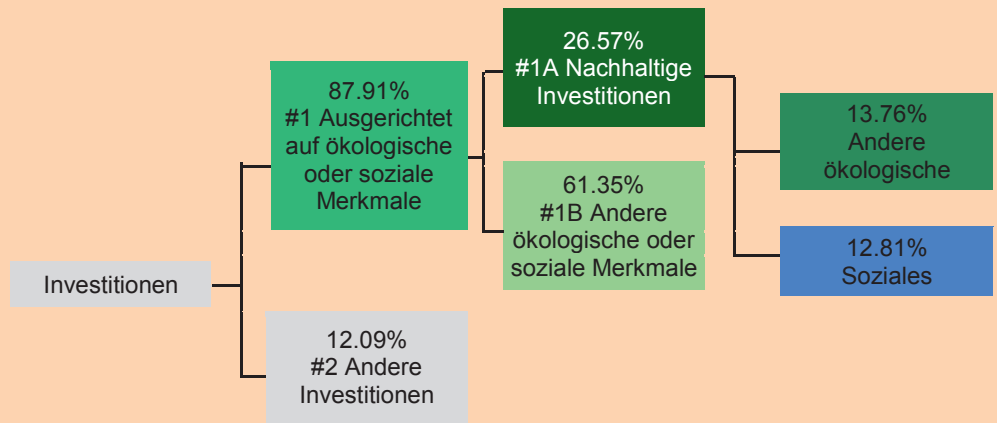 Investitionen
87.91%
#1 Ausgerichtet
auf ökologische
oder soziale
Merkmale
12.09%
#2 Andere
Investitionen
26.57%
#1A Nachhaltige
Investitionen
61.35%
#1B Andere
ökologische oder
soziale Merkmale
13.76%
Andere
ökologische
12.81%
Soziales